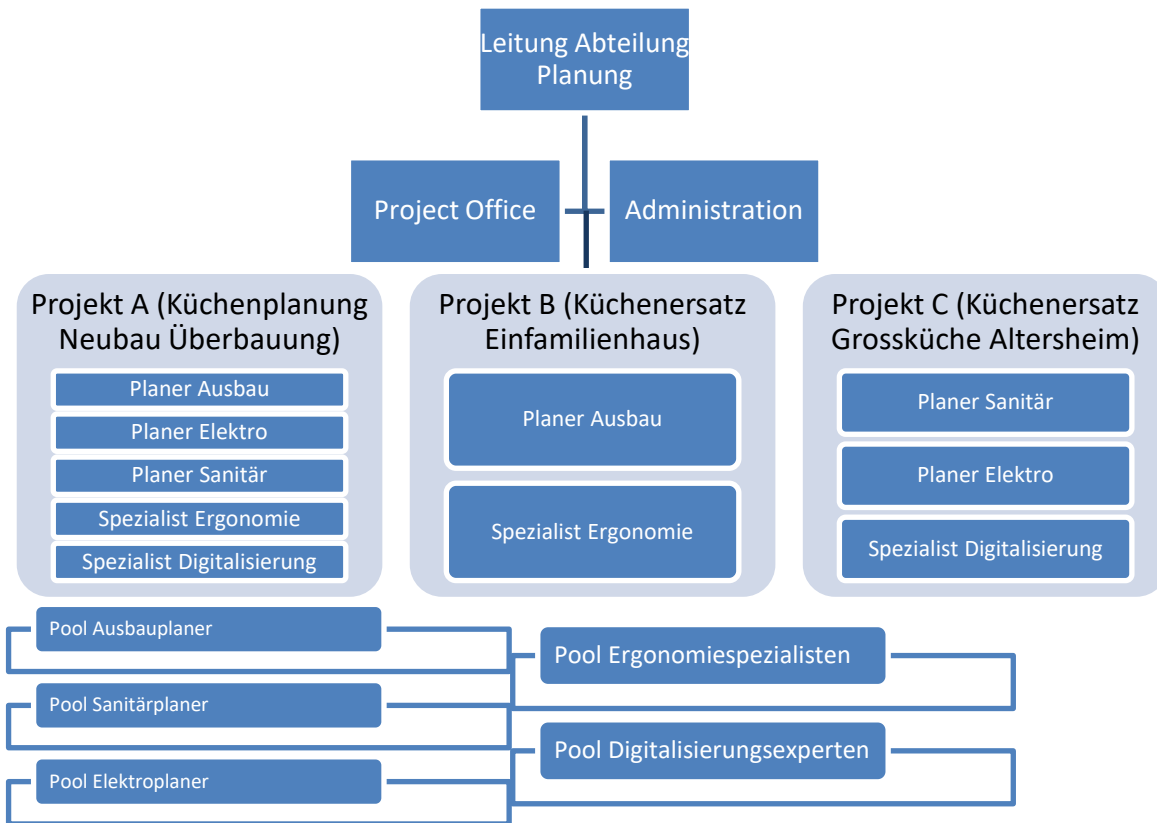 Leitung Abteilung
Planung
Project Office
Administration
Projekt A (Küchenplanung
Neubau Überbauung)
Planer Ausbau
Planer Elektro
Planer Sanitär
Spezialist Ergonomie
Spezialist Digitalisierung
Projekt B (Küchenersatz
Einfamilienhaus)
Planer Ausbau
Spezialist Ergonomie
Projekt C (Küchenersatz
Grossküche Altersheim)
Planer Sanitär
Planer Elektro
Spezialist Digitalisierung
Pool Ausbauplaner
Pool Sanitärplaner
Pool Elektroplaner
Pool Ergonomiespezialisten
Pool Digitalisierungsexperten